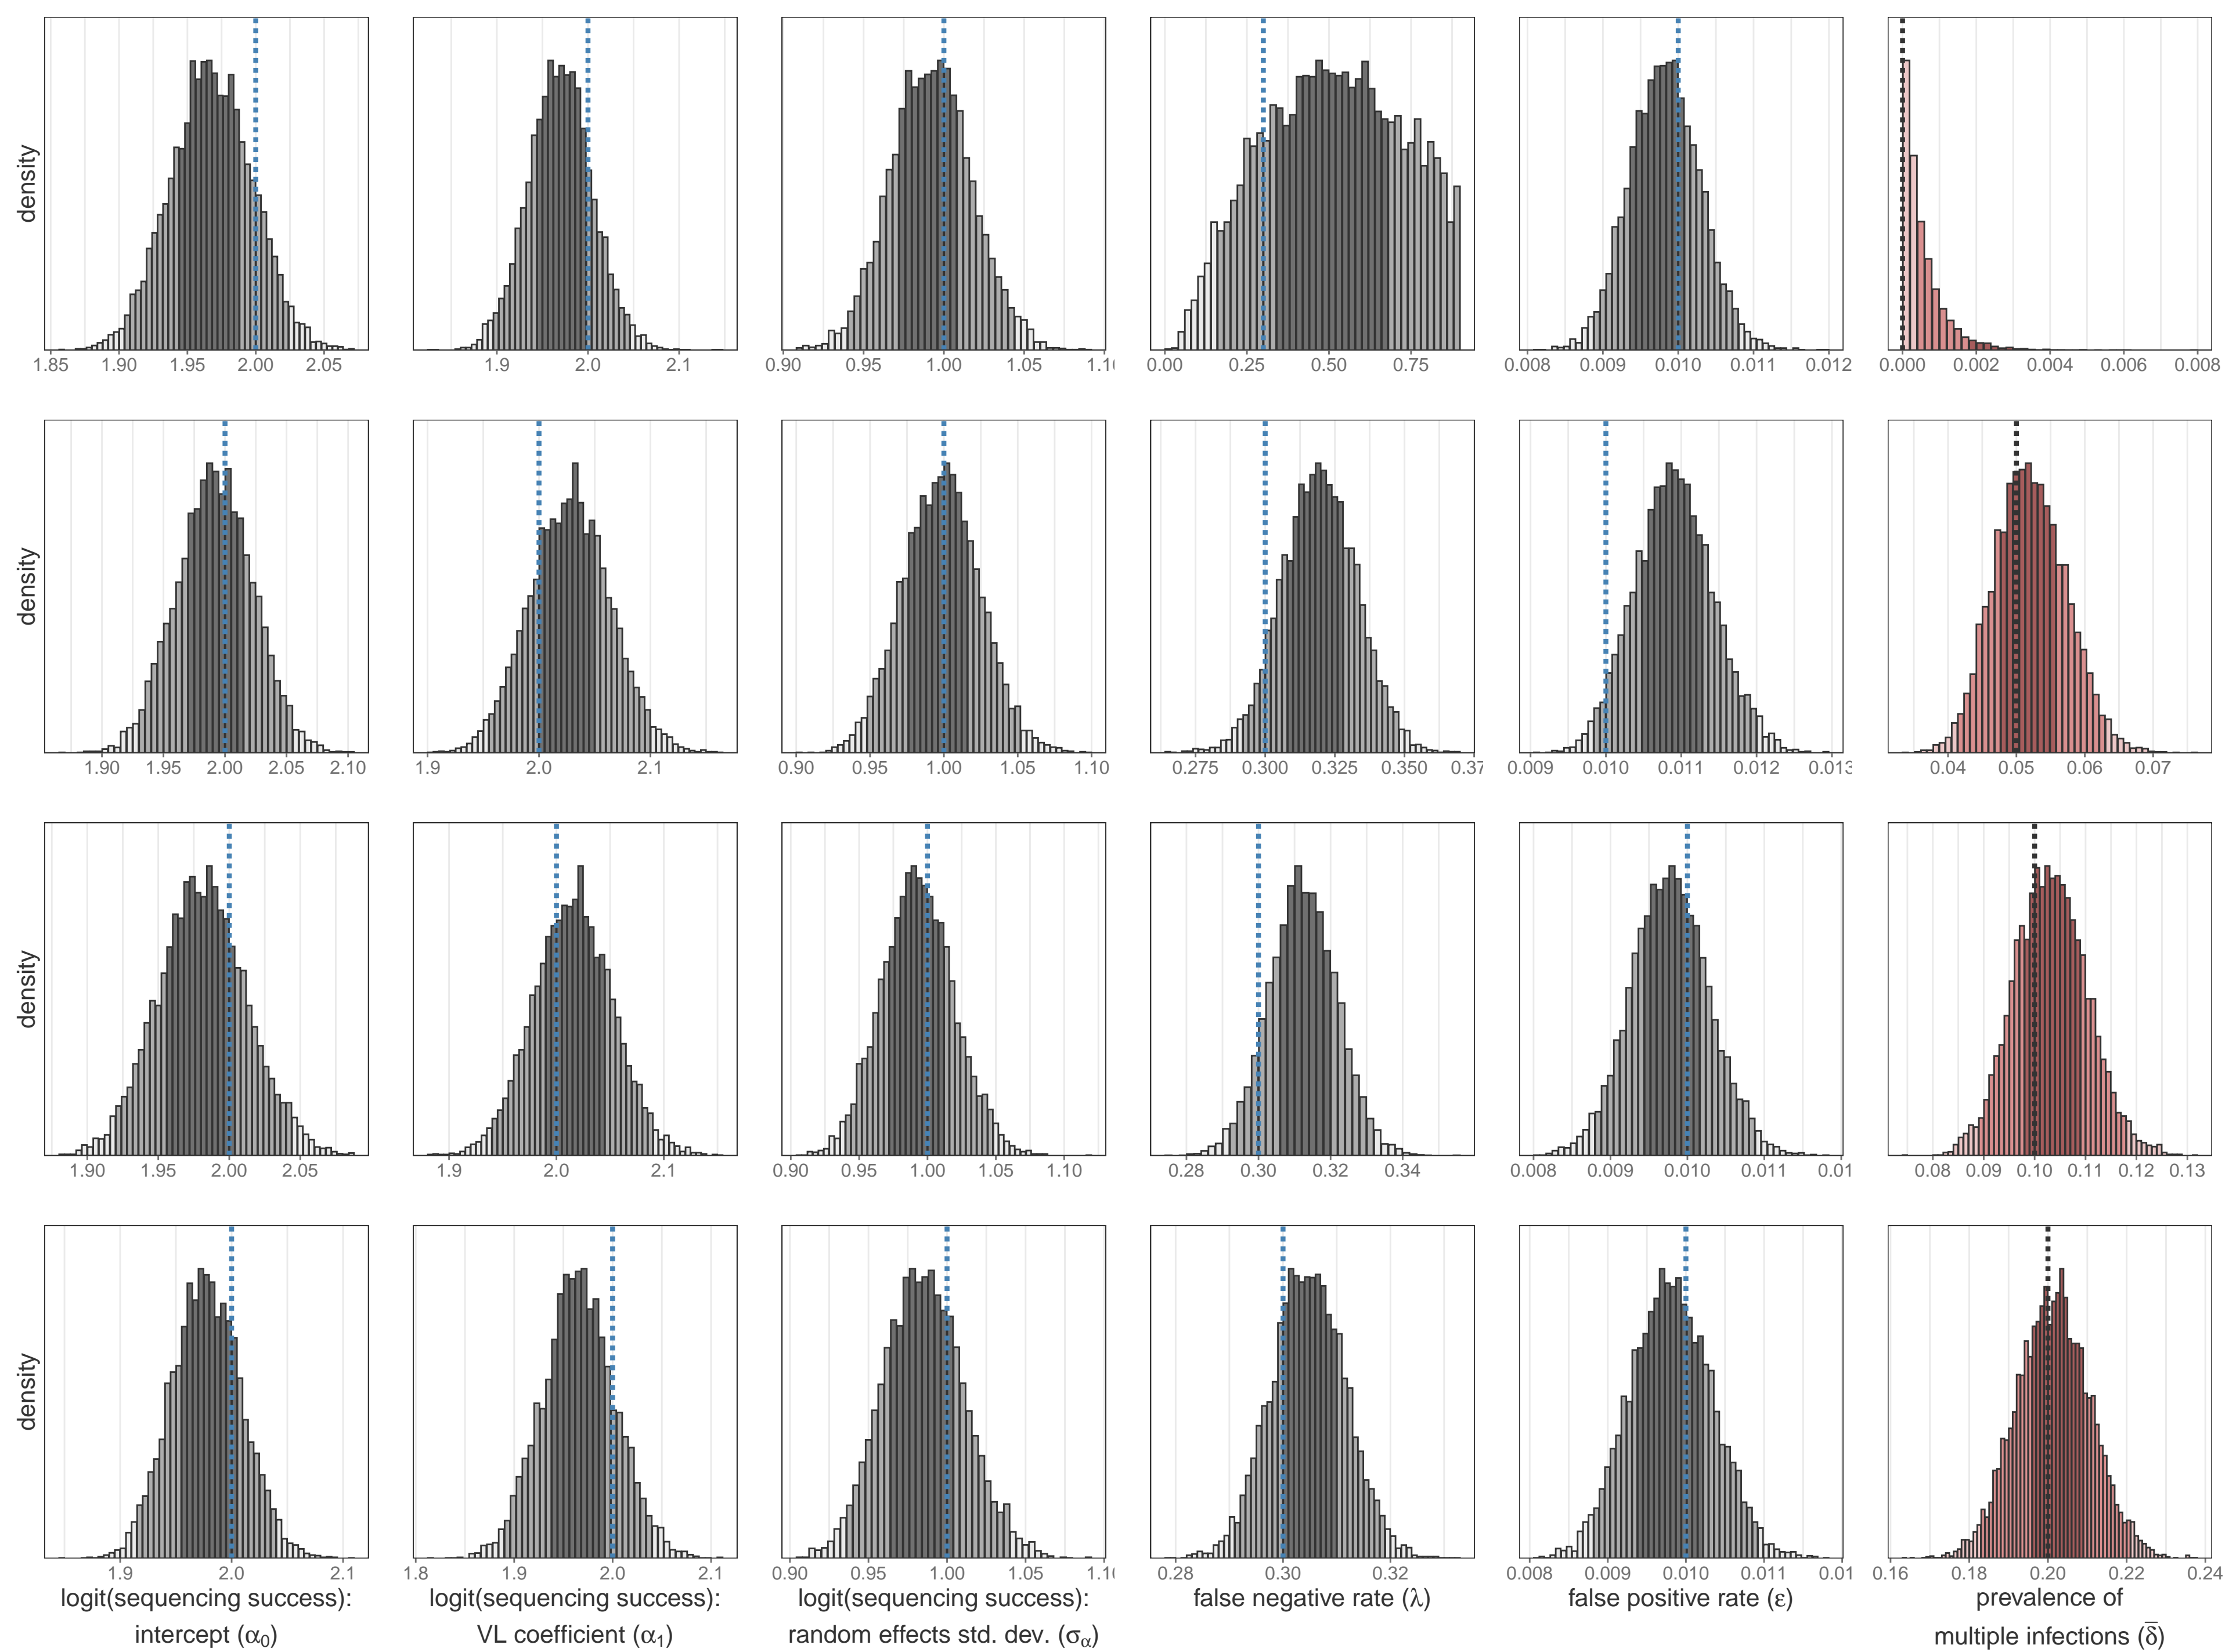 density
1.85 1.90 1.95 2.00 2.05
1.9 2.0 2.1
0.90 0.95 1.00 1.05 1.1
0.00 0.25 0.50 0.75
0.008 0.009 0.010 0.011 0.012
0.000 0.002 0.004 0.006 0.008
density
1.90 1.95 2.00 2.05 2.10
1.9 2.0 2.1
0.90 0.95 1.00 1.05 1.10
0.275 0.300 0.325 0.350 0.37
0.009 0.010 0.011 0.012 0.013
0.04 0.05 0.06 0.07
density
1.90 1.95 2.00 2.05
1.9 2.0 2.1
0.90 0.95 1.00 1.05 1.10
0.28 0.30 0.32 0.34
0.008 0.009 0.010 0.011 0.01
0.08 0.09 0.10 0.11 0.12 0.13
density
1.9 2.0 2.1
1.8 1.9 2.0 2.1
0.90 0.95 1.00 1.05 1.1
0.28 0.30 0.32
0.008 0.009 0.010 0.011 0.01
0.16 0.18 0.20 0.22 0.24
logit(sequencing success):
intercept (α₀)
logit(sequencing success):
VL coefficient (α₁)
logit(sequencing success):
random effects std. dev. (σα)
false negative rate (λ)
false positive rate (ε)
prevalence of
multiple infections (δ̅)